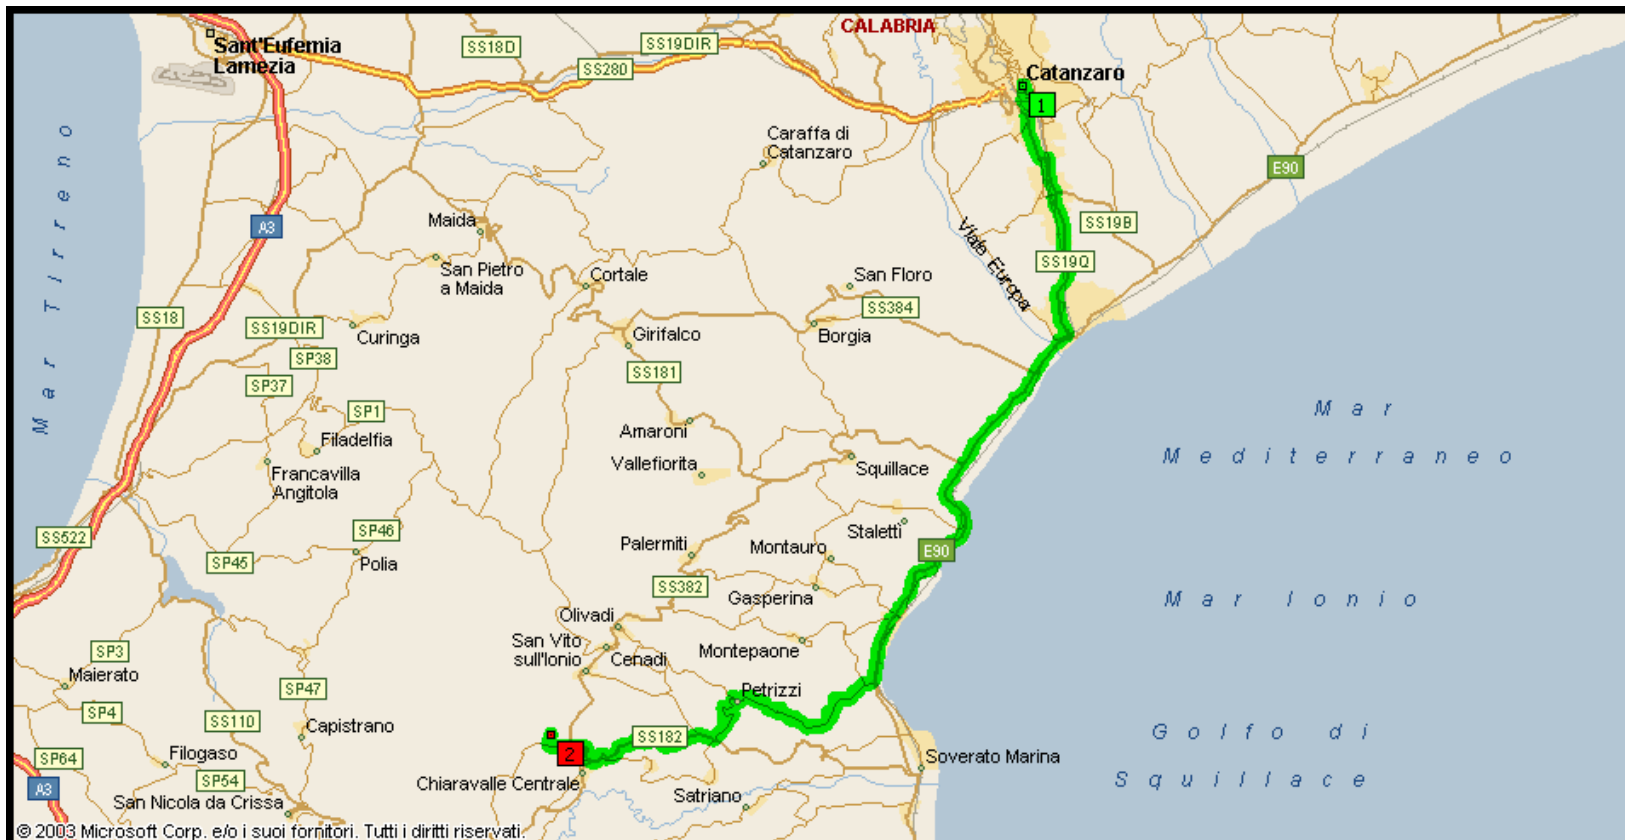 CALABRIA
Sant'Eufemia
Lamezia
SS18D
SS19DIR
SS280
Catanzaro
1
Caraffa di
Catanzaro
E90
Mar Tirreno
A3
Maida
SS19B
Viale Europa
SS19Q
San Pietro
a Maida
Cortale
San Floro
SS384
SS18
SS19DIR
Curinga
Girifalco
Borgia
SP38
SS181
SP37
SP1
Mar
Mediterraneo
Amaroni
Filadelfia
Vallefiorita
Squillace
Francavilla
Angitola
SP46
Staletti
SS522
Palermiti
Montauro
E90
SP45
Polia
SS382
Gasperina
Mar Ionio
Olivadi
San Vito
sull'Ionio
Cenadi
Montepaone
SP3
Maierato
SP47
Petrizzi
SP4
SS110
Capistrano
SS182
Golfo di
Squillace
SP64
Filogaso
2
Soverato Marina
SP54
Chiaravalle Centrale
A3
San Nicola da Crissa
Satriano
© 2003 Microsoft Corp. e/o i suoi fornitori. Tutti i diritti riservati.